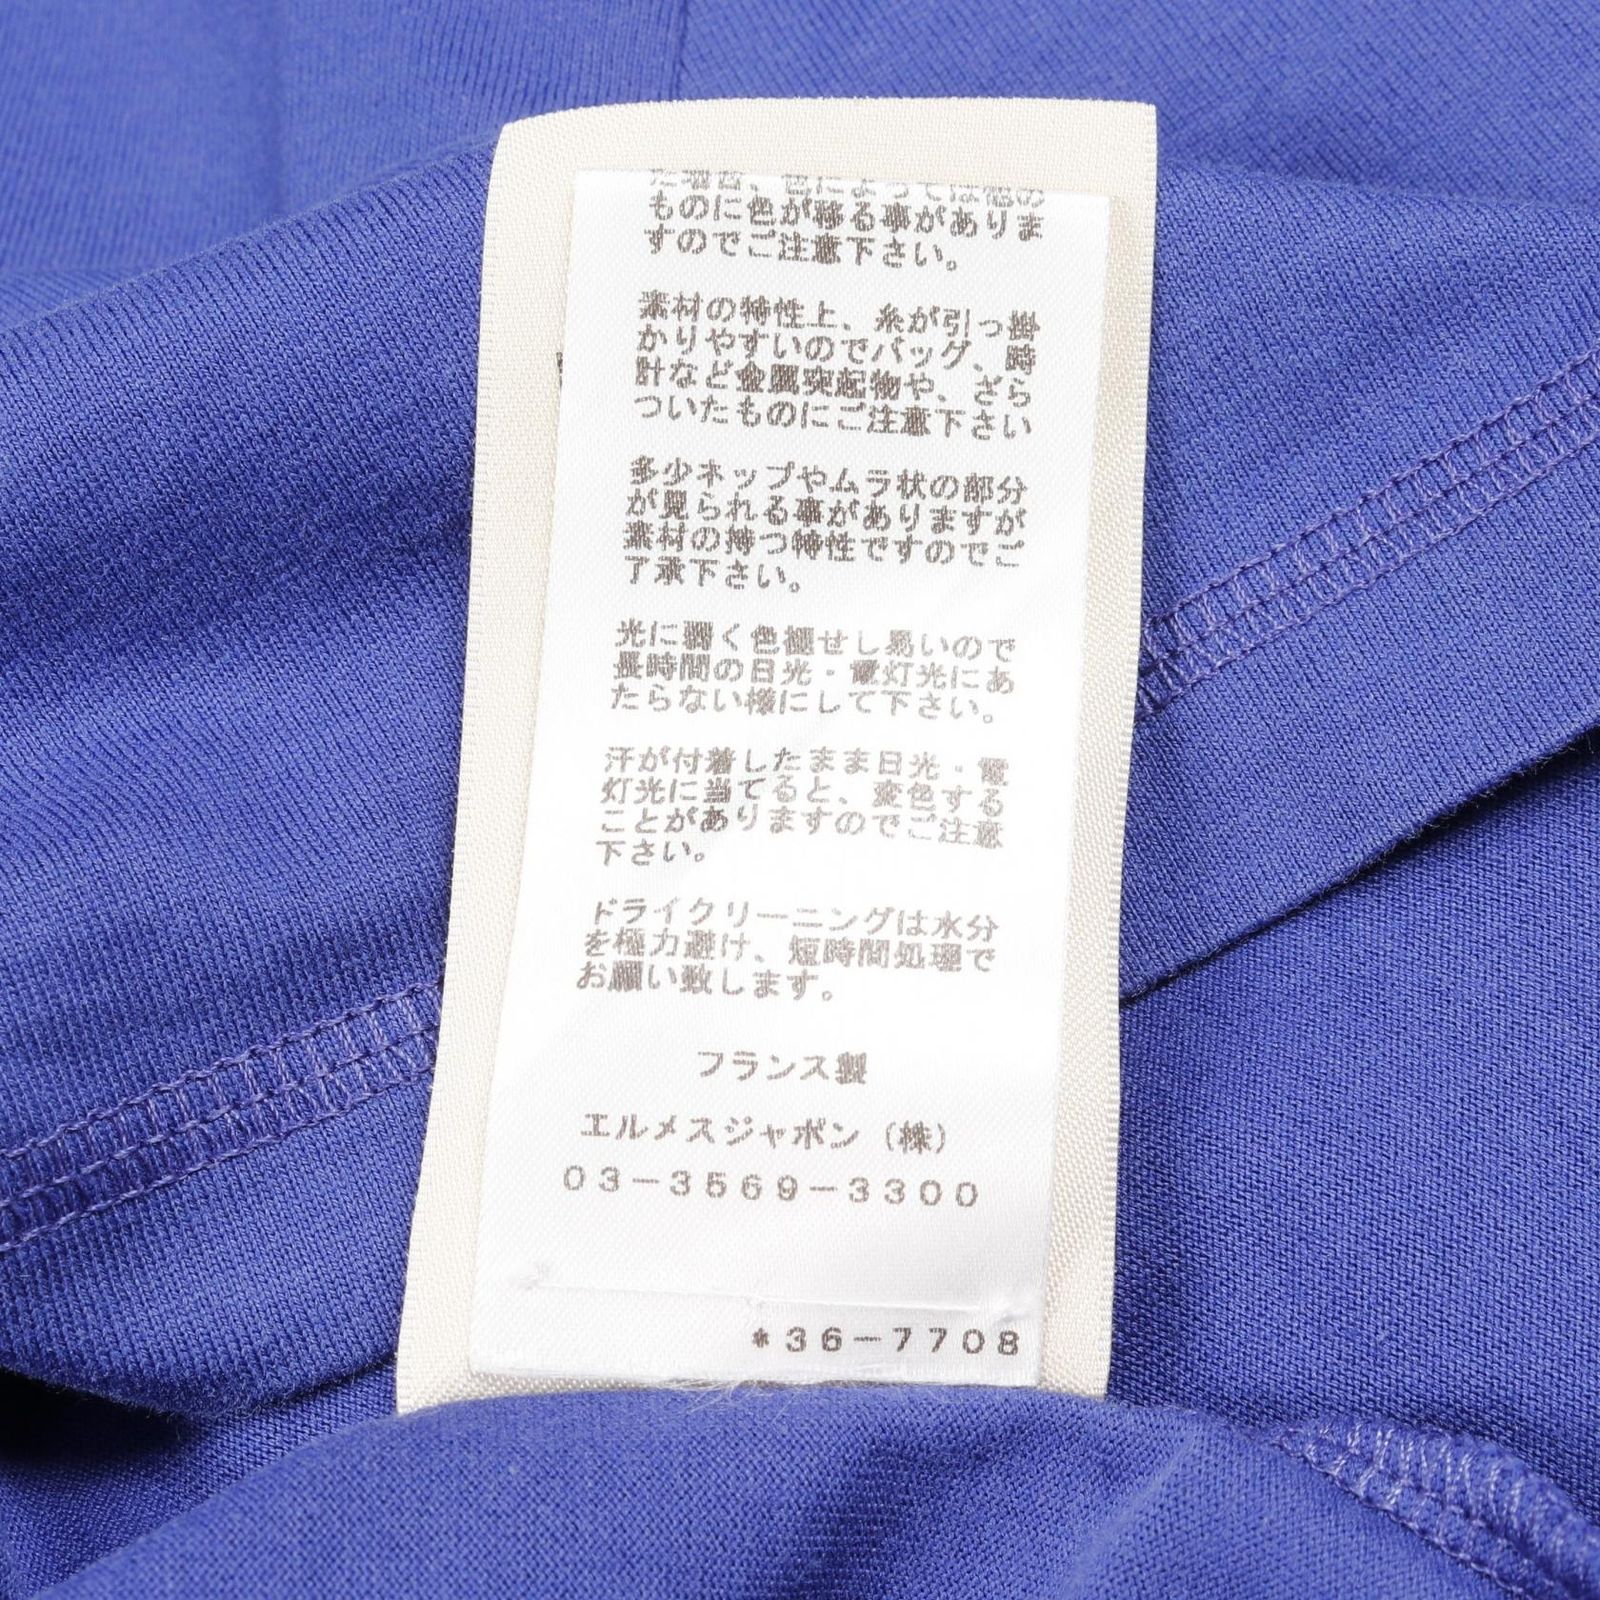 た場合、色によっては他の
ものに色が移る事がありま
すのでご注意下さい。
素材の特性上、糸が引っ掛
かりやすいのでバッグ、時
計など金属突起物や、ざら
ついたものにご注意下さい
多少ネップやムラ状の部分
が見られる事がありますが
素材の持つ特性ですのでご
了承下さい。
光に弱く色褪せし易いので
長時間の日光・電灯光にあ
たらない様にして下さい。
汗が付着したまま日光・電
灯光に当てると、変色する
ことがありますのでご注意
下さい。
ドライクリーニングは水分
を極力避け、短時間処理で
お願い致します。
フランス製
エルメスジャポン（株）
03-3569-3300
*36-7708